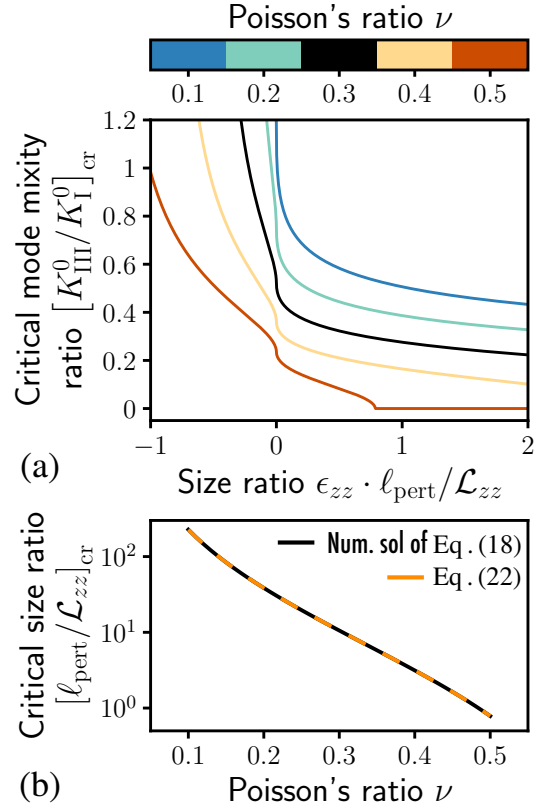 Poisson's ratio ν
0.1 0.2 0.3 0.4 0.5
Critical mode mixity
ratio [K⁰_III/K⁰_I]_cr
1.2
1
0.8
0.6
0.4
0.2
0
−1 0 1 2
(a)
Size ratio ϵ_zz · ℓ_pert/ℒ_zz
Critical size ratio
[ℓ_pert/ℒ_zz]_cr
10²
10¹
10⁰
Num. sol of Eq. (18)
Eq. (22)
0.1 0.2 0.3 0.4 0.5
(b)
Poisson's ratio ν